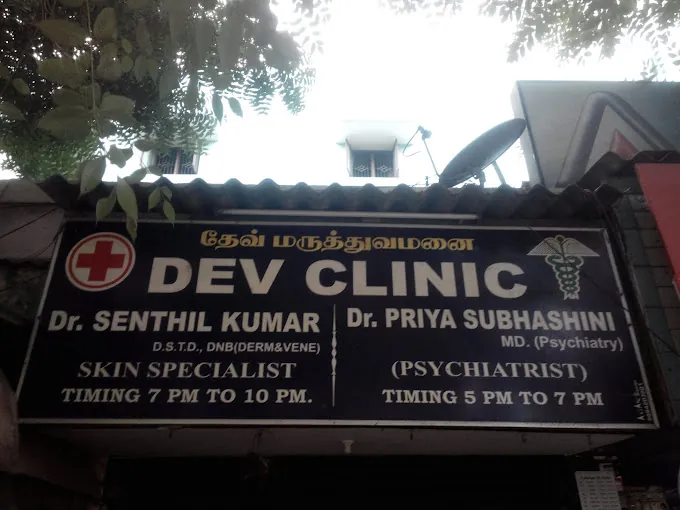 தேவ் மருத்துவமனை
DEV CLINIC
Dr. SENTHIL KUMAR
D.S.T.D., DNB(DERM&VENE)
SKIN SPECIALIST
TIMING 7 PM TO 10 PM.
Dr. PRIYA SUBHASHINI
MD. (Psychiatry)
(PSYCHIATRIST)
TIMING 5 PM TO 7 PM